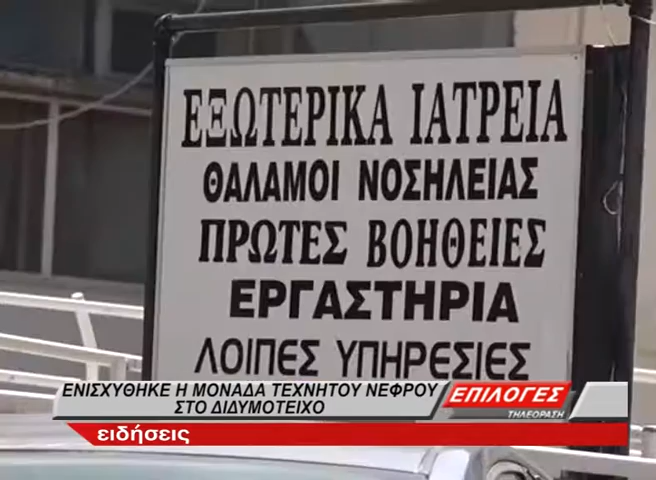 ΕΞΩΤΕΡΙΚΑ ΙΑΤΡΕΙΑ
ΘΑΛΑΜΟΙ ΝΟΣΗΛΕΙΑΣ
ΠΡΩΤΕΣ ΒΟΗΘΕΙΕΣ
ΕΡΓΑΣΤΗΡΙΑ
ΛΟΙΠΕΣ ΥΠΗΡΕΣΙΕΣ
ΕΝΙΣΧΥΘΗΚΕ Η ΜΟΝΑΔΑ ΤΕΧΝΗΤΟΥ ΝΕΦΡΟΥ
ΣΤΟ ΔΙΔΥΜΟΤΕΙΧΟ
ΕΠΙΛΟΓΕΣ
ΤΗΛΕΟΡΑΣΗ
ειδήσεις